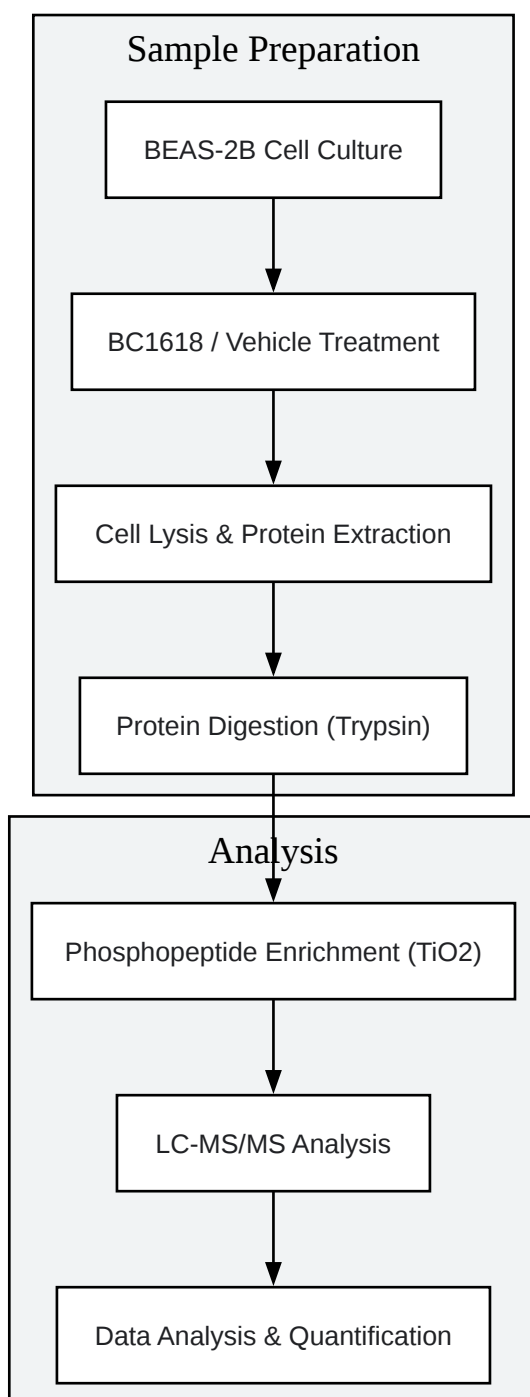 Sample Preparation
BEAS-2B Cell Culture
BC1618 / Vehicle Treatment
Cell Lysis & Protein Extraction
Protein Digestion (Trypsin)
Analysis
Phosphopeptide Enrichment (TiO2)
LC-MS/MS Analysis
Data Analysis & Quantification